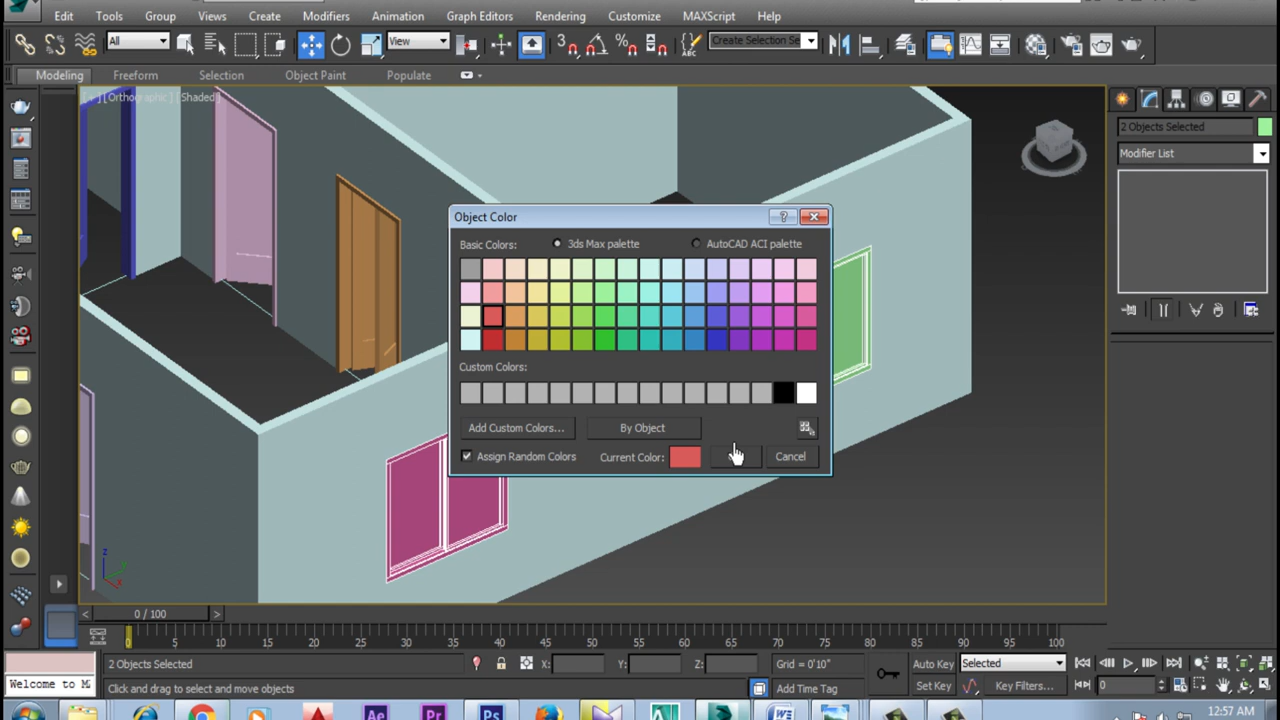 Edit Tools Group Views Create Modifiers Animation Graph Editors Rendering Customize MAXScript Help
All View 3 ABC Create Selection Se
Modeling Freeform Selection Object Paint Populate
[+][Orthographic][Shaded]
2 Objects Selected
Modifier List
Object Color
Basic Colors: 3ds Max palette AutoCAD ACI palette
Custom Colors:
Add Custom Colors... By Object
Assign Random Colors Current Color: Cancel
z
y
x
< 0 / 100 >
0 5 10 15 20 25 30 35 40 45 50 55 60 65 70 75 80 85 90 95 100
2 Objects Selected X: Y: Z: Grid = 0'10" Auto Key Selected
Welcome to M Click and drag to select and move objects Add Time Tag Set Key Key Filters... 0
Ae Pr Ps W
12:57 AM